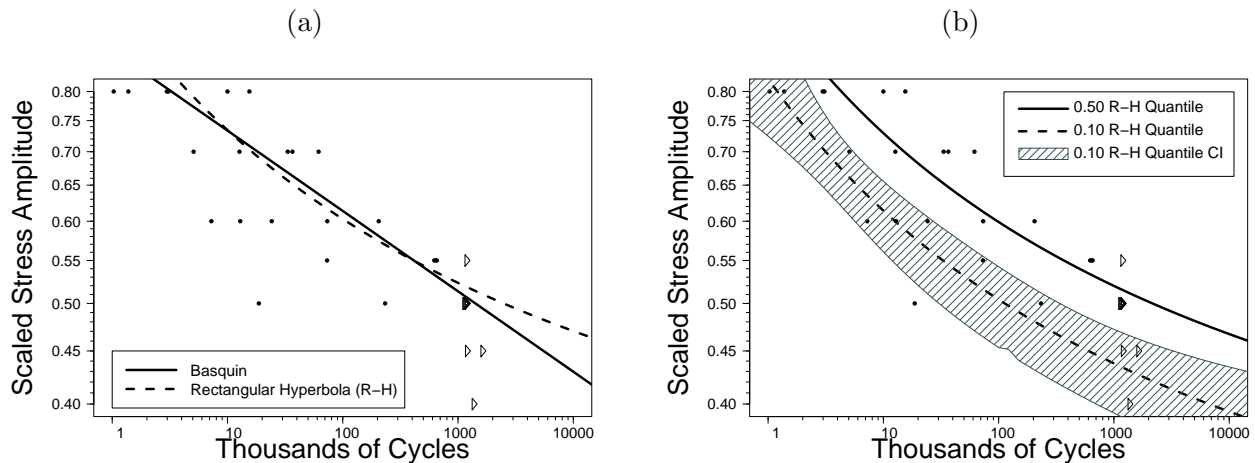 (a)
Scaled Stress Amplitude
0.80
0.75
0.70
0.65
0.60
0.55
0.50
0.45
0.40
Basquin
Rectangular Hyperbola (R−H)
1 10 100 1000 10000
Thousands of Cycles
(b)
Scaled Stress Amplitude
0.80
0.75
0.70
0.65
0.60
0.55
0.50
0.45
0.40
0.50 R−H Quantile
0.10 R−H Quantile
0.10 R−H Quantile CI
1 10 100 1000 10000
Thousands of Cycles